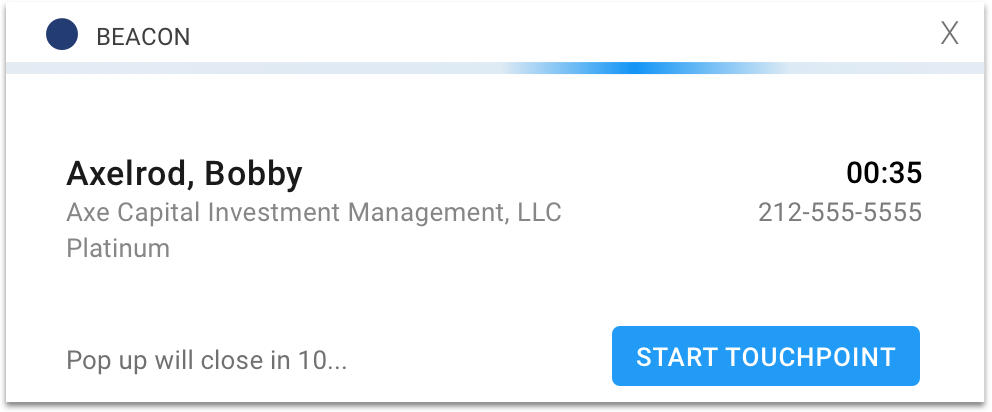 BEACON
X
Axelrod, Bobby
00:35
Axe Capital Investment Management, LLC
212-555-5555
Platinum
Pop up will close in 10...
START TOUCHPOINT